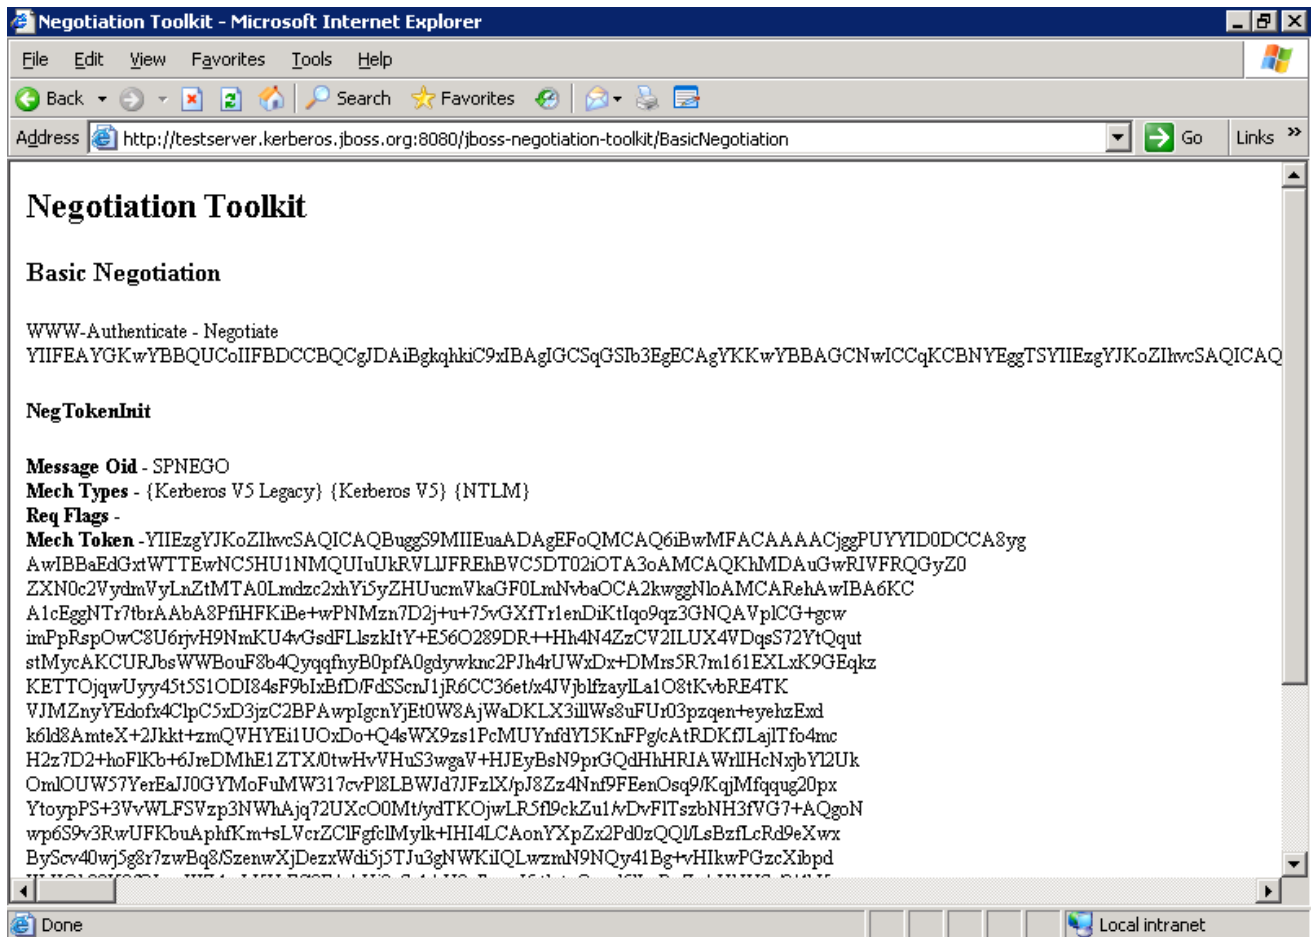 Negotiation Toolkit - Microsoft Internet Explorer
File Edit View Favorites Tools Help
Back Search Favorites
Address http://testserver.kerberos.jboss.org:8080/jboss-negotiation-toolkit/BasicNegotiation Go Links »
Negotiation Toolkit
Basic Negotiation
WWW-Authenticate - Negotiate
YIIFEAYGKwYBBQUCoIIFBDCCBQCgJDAiBgkqhkiC9xIBAgIGCSqGSIb3EgECAgYKKwYBBAGCNwICCqKCBNYEggTSYIIEzgYJKoZIhvcSAQICAQ
NegTokenInit
Message Oid - SPNEGO
Mech Types - {Kerberos V5 Legacy} {Kerberos V5} {NTLM}
Req Flags -
Mech Token -YIIEzgYJKoZIhvcSAQICAQBuggS9MIIEuaADAgEFoQMCAQ6iBwMFACAAAACjggPUYYID0DCCA8yg
AwIBBaEdGxtWTTEwNC5HU1NMQUIuUkRVLlJFREhBVC5DT02iOTA3oAMCAQKhMDAuGwRIVFRQGyZ0
ZXN0c2VydmVyLnZtMTA0Lmdzc2xhYi5yZHUucmVkaGF0LmNvbaOCA2kwggNloAMCARehAwIBA6KC
A1cEggNTr7tbrAAbA8PfiHFKiBe+wPNMzn7D2j+u+75vGXfTr1enDiKtIqo9qz3GNQAVplCG+gcw
imPpRspOwC8U6rjvH9NmKU4vGsdFLlszkItY+E56O289DR++Hh4N4ZzCV2ILUX4VDqsS72YtQqut
stMycAKCURJbsWWBouF8b4QyqqfnyB0pfA0gdywknc2PJh4rUWxDx+DMrs5R7m161EXLxK9GEqkz
KETTOjqwUyy45t5S1ODI84sF9bIxBfD/FdSScnJ1jR6CC36et/x4JVjblfzaylLa1O8tKvbRE4TK
VJMZnyYEdofx4ClpC5xD3jzC2BPAwpIgcnYjEt0W8AjWaDKLX3illWs8uFUr03pzqen+eyehzExd
k6ld8AmteX+2Jkkt+zmQVHYEi1UOxDo+Q4sWX9zs1PcMUYnfdYI5KnFPg/cAtRDKfJLajlTfo4mc
H2z7D2+hoFlKb+6JreDMhE1ZTX/0twHvVHuS3wgaV+HJEyBsN9prGQdHhHRIAWrlIHcNxjbYl2Uk
OmlOUW57YerEaJJ0GYMoFuMW317cvPl8LBWJd7JFzlX/pJ8Zz4Nnf9FEenOsq9/KqjMfqqug20px
YtoypPS+3VvWLFSVzp3NWhAjq72UXcO0Mt/ydTKOjwLR5fl9ckZu1/vDvFlTszbNH3fVG7+AQgoN
wp6S9v3RwUFKbuAphfKm+sLVcrZClFgfclMylk+IHI4LCAonYXpZx2Pd0zQQl/LsBzfLcRd9eXwx
ByScv40wj5g8r7zwBq8/SzenwXjDezxWdi5j5TJu3gNWKiIQLwzmN9NQy41Bg+vHIkwPGzcXibpd
Done Local intranet